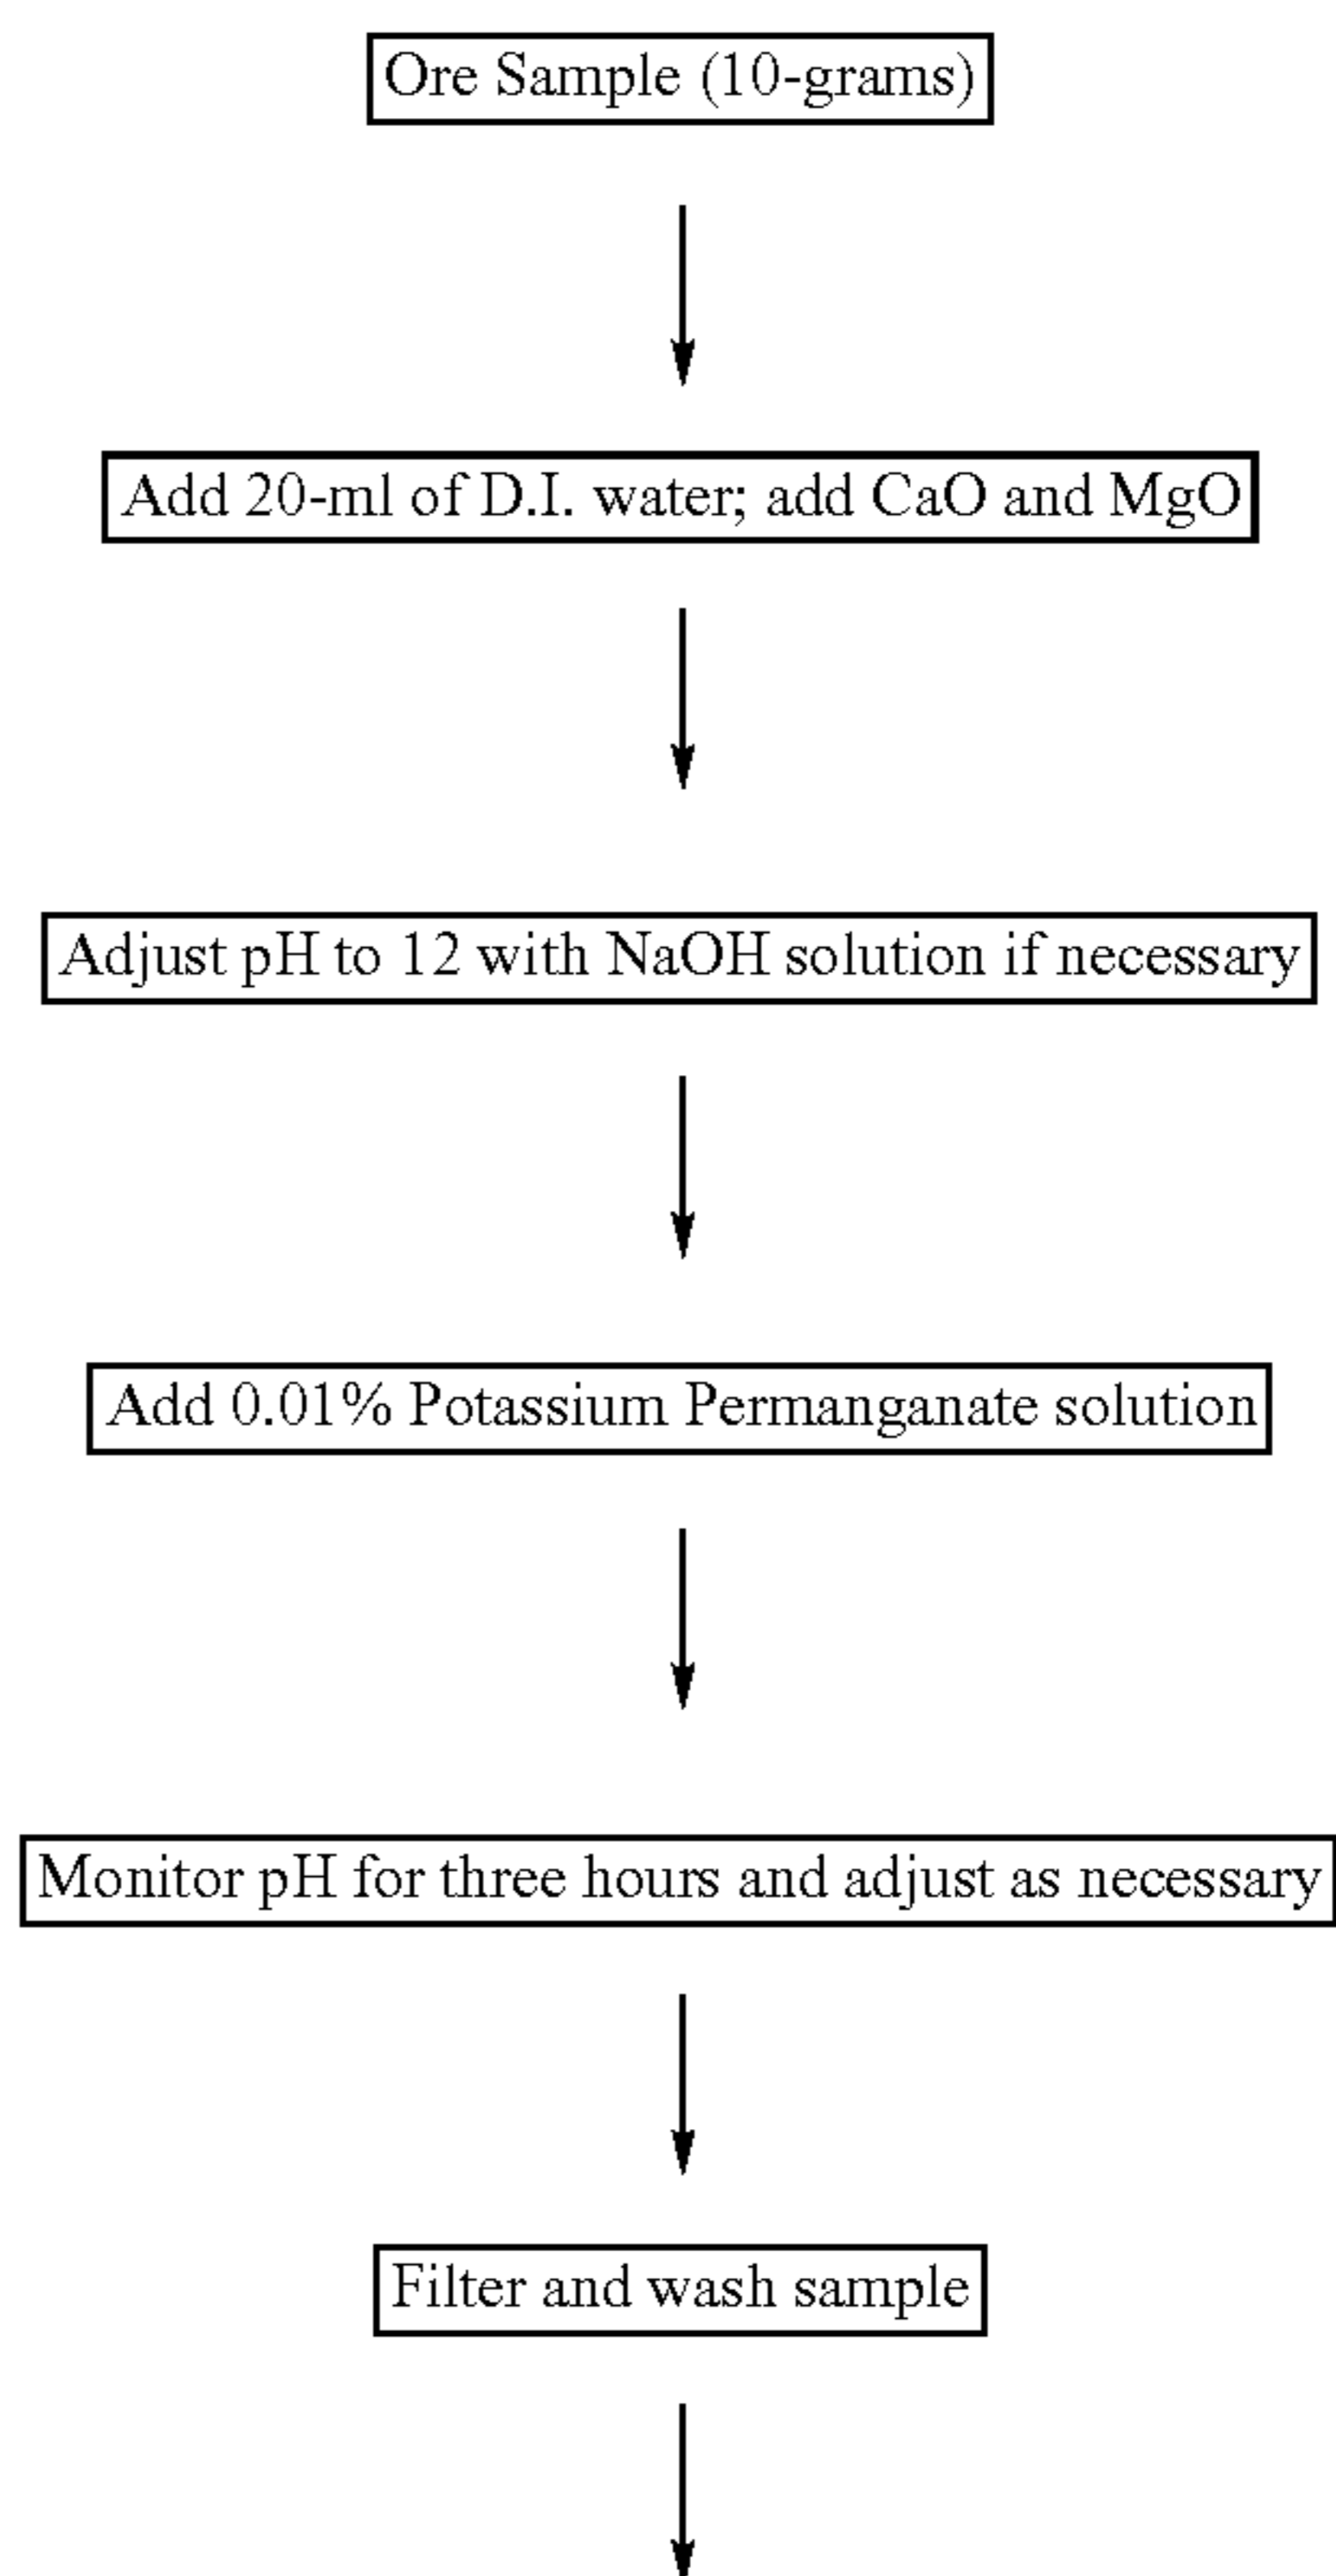 Ore Sample (10-grams)
Add 20-ml of D.I. water; add CaO and MgO
Adjust pH to 12 with NaOH solution if necessary
Add 0.01% Potassium Permanganate solution
Monitor pH for three hours and adjust as necessary
Filter and wash sample